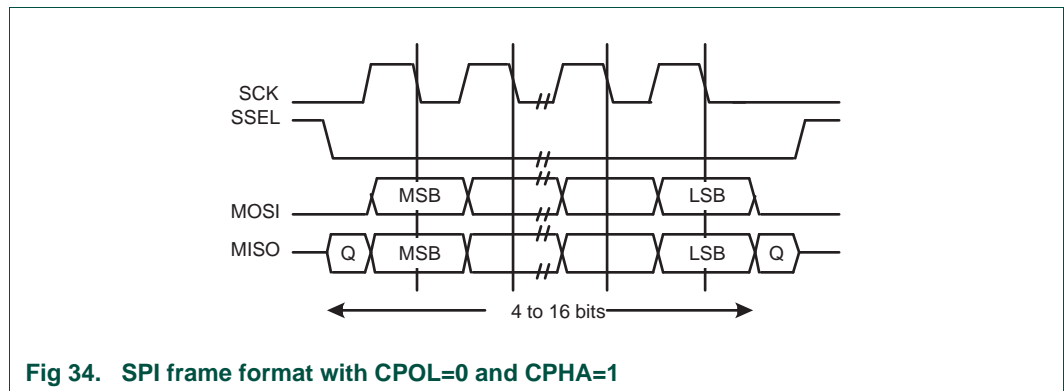 SCK
SSEL
MOSI
MSB
LSB
MISO
Q
MSB
LSB
Q
4 to 16 bits
Fig 34. SPI frame format with CPOL=0 and CPHA=1